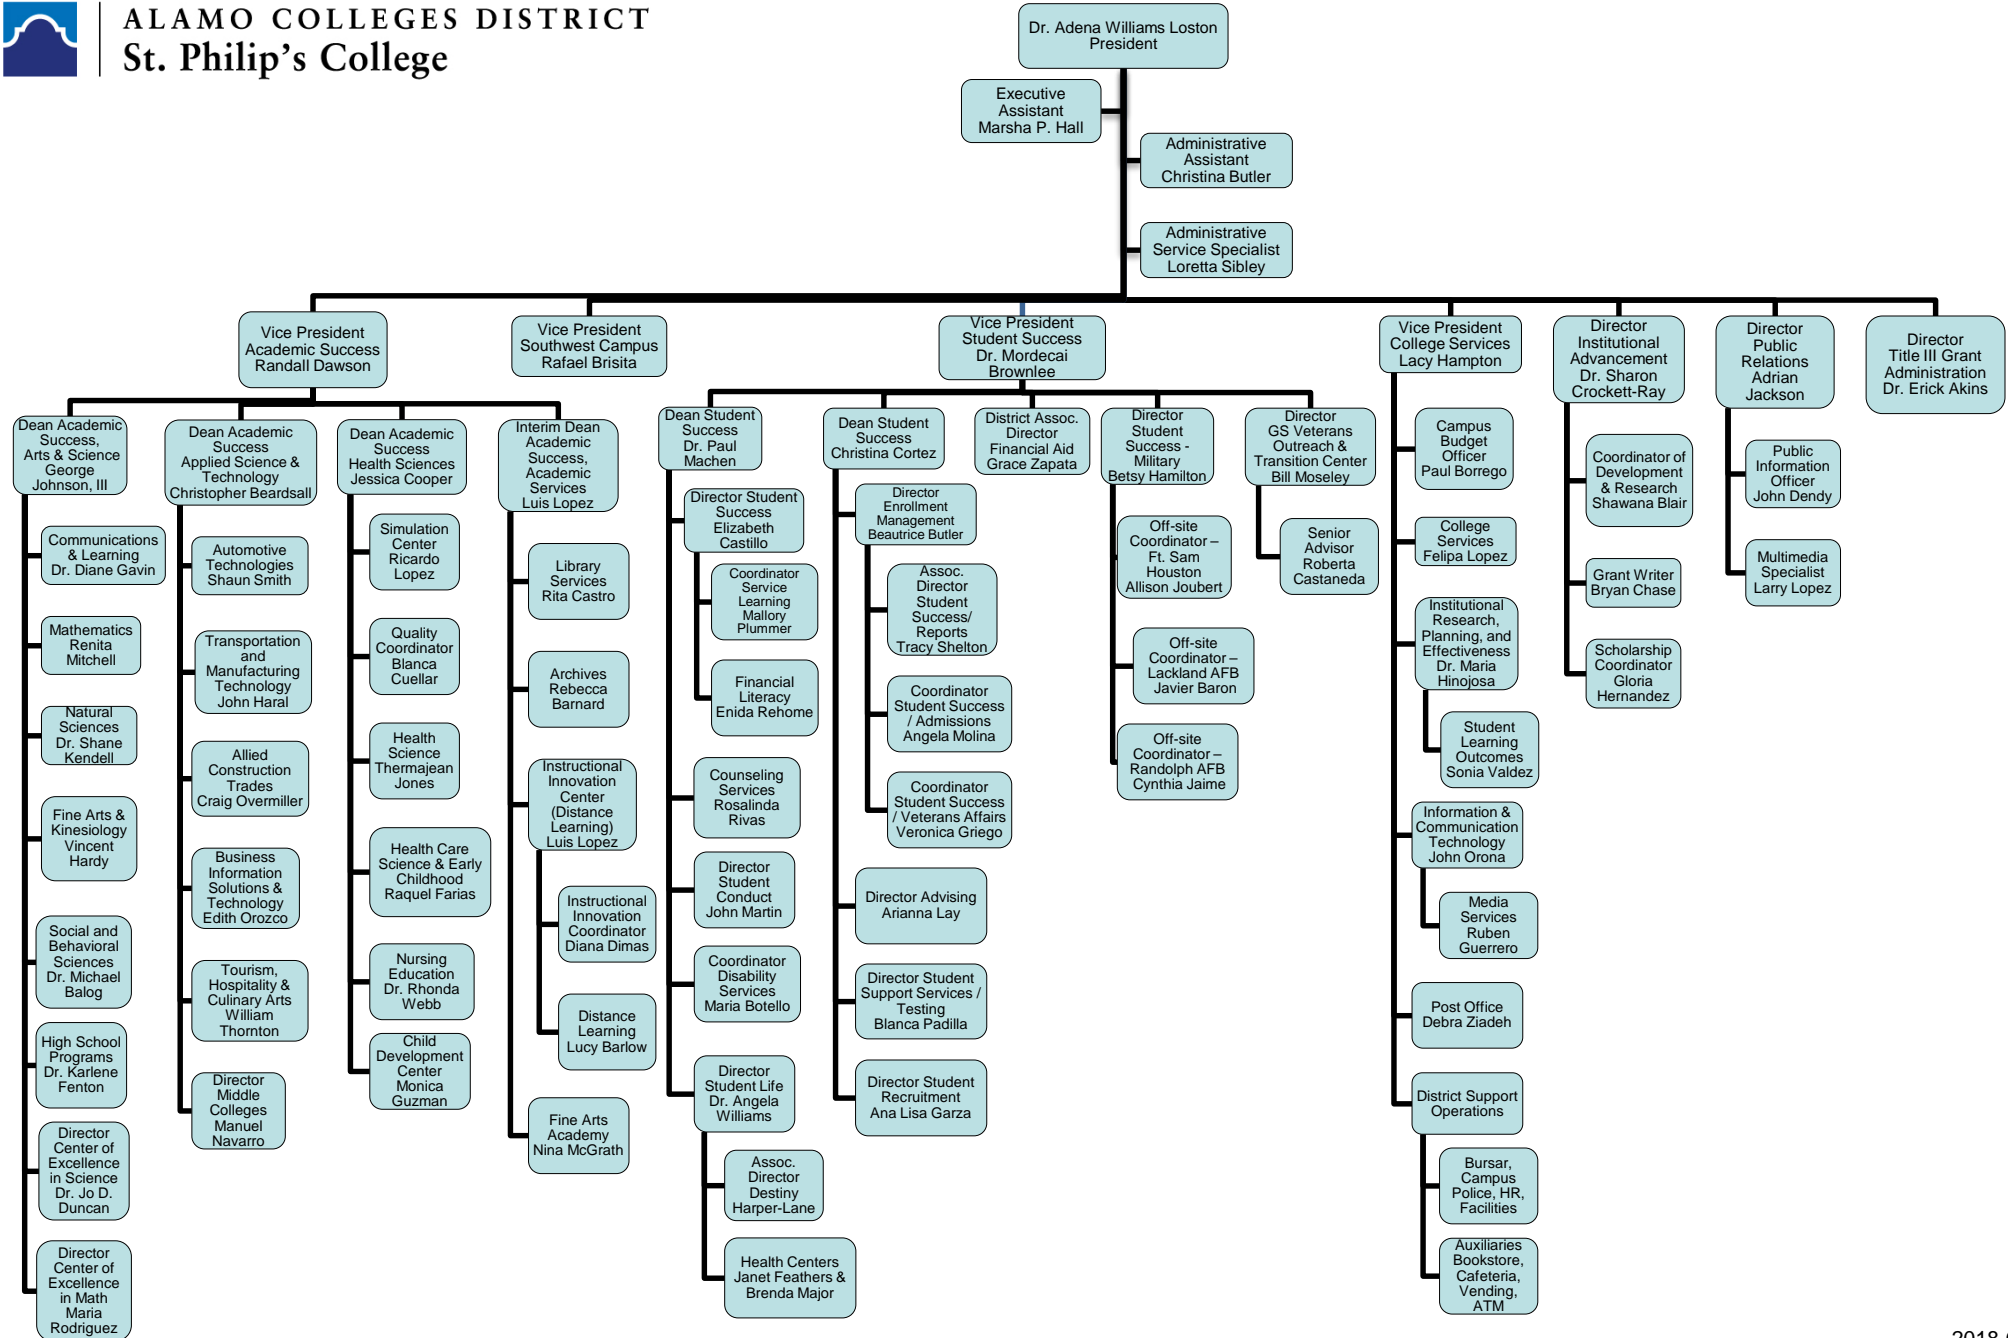 ALAMO COLLEGES DISTRICT
St. Philip's College
Dr. Adena Williams Loston
President
Executive
Assistant
Marsha P. Hall
Administrative
Assistant
Christina Butler
Administrative
Service Specialist
Loretta Sibley
Vice President
Academic Success
Randall Dawson
Vice President
Southwest Campus
Rafael Brisita
Vice President
Student Success
Dr. Mordecai
Brownlee
Vice President
College Services
Lacy Hampton
Director
Institutional
Advancement
Dr. Sharon
Crockett-Ray
Director
Public
Relations
Adrian
Jackson
Director
Title III Grant
Administration
Dr. Erick Akins
Dean Academic
Success,
Arts & Science
George
Johnson, III
Communications
& Learning
Dr. Diane Gavin
Mathematics
Renita
Mitchell
Natural
Sciences
Dr. Shane
Kendell
Fine Arts &
Kinesiology
Vincent
Hardy
Social and
Behavioral
Sciences
Dr. Michael
Balog
High School
Programs
Dr. Karlene
Fenton
Director
Center of
Excellence
in Science
Dr. Jo D.
Duncan
Director
Center of
Excellence
in Math
Maria
Rodriguez
Dean Academic
Success
Applied Science &
Technology
Christopher Beardsall
Automotive
Technologies
Shaun Smith
Transportation
and
Manufacturing
Technology
John Haral
Allied
Construction
Trades
Craig Overmiller
Business
Information
Solutions &
Technology
Edith Orozco
Tourism,
Hospitality &
Culinary Arts
William
Thornton
Director
Middle
Colleges
Manuel
Navarro
Dean Academic
Success
Health Sciences
Jessica Cooper
Simulation
Center
Ricardo
Lopez
Quality
Coordinator
Blanca
Cuellar
Health
Science
Thermajean
Jones
Health Care
Science & Early
Childhood
Raquel Farias
Nursing
Education
Dr. Rhonda
Webb
Child
Development
Center
Monica
Guzman
Interim Dean
Academic
Success,
Academic
Services
Luis Lopez
Library
Services
Rita Castro
Archives
Rebecca
Barnard
Instructional
Innovation
Center
(Distance
Learning)
Luis Lopez
Instructional
Innovation
Coordinator
Diana Dimas
Distance
Learning
Lucy Barlow
Fine Arts
Academy
Nina McGrath
Dean Student
Success
Dr. Paul
Machen
Director Student
Success
Elizabeth
Castillo
Coordinator
Service
Learning
Mallory
Plummer
Financial
Literacy
Enida Rehome
Counseling
Services
Rosalinda
Rivas
Director
Student
Conduct
John Martin
Coordinator
Disability
Services
Maria Botello
Director
Student Life
Dr. Angela
Williams
Assoc.
Director
Destiny
Harper-Lane
Health Centers
Janet Feathers &
Brenda Major
Dean Student
Success
Christina Cortez
Director
Enrollment
Management
Beautrice Butler
Assoc.
Director
Student
Success/
Reports
Tracy Shelton
Coordinator
Student Success
/ Admissions
Angela Molina
Coordinator
Student Success
/ Veterans Affairs
Veronica Griego
Director Advising
Arianna Lay
Director Student
Support Services /
Testing
Blanca Padilla
Director Student
Recruitment
Ana Lisa Garza
District Assoc.
Director
Financial Aid
Grace Zapata
Director
Student
Success -
Military
Betsy Hamilton
Off-site
Coordinator –
Ft. Sam
Houston
Allison Joubert
Off-site
Coordinator –
Lackland AFB
Javier Baron
Off-site
Coordinator –
Randolph AFB
Cynthia Jaime
Director
GS Veterans
Outreach &
Transition Center
Bill Moseley
Senior
Advisor
Roberta
Castaneda
Campus
Budget
Officer
Paul Borrego
College
Services
Felipa Lopez
Institutional
Research,
Planning, and
Effectiveness
Dr. Maria
Hinojosa
Student
Learning
Outcomes
Sonia Valdez
Information &
Communication
Technology
John Orona
Media
Services
Ruben
Guerrero
Post Office
Debra Ziadeh
District Support
Operations
Bursar,
Campus
Police, HR,
Facilities
Auxiliaries
Bookstore,
Cafeteria,
Vending,
ATM
Coordinator of
Development
& Research
Shawana Blair
Grant Writer
Bryan Chase
Scholarship
Coordinator
Gloria
Hernandez
Public
Information
Officer
John Dendy
Multimedia
Specialist
Larry Lopez